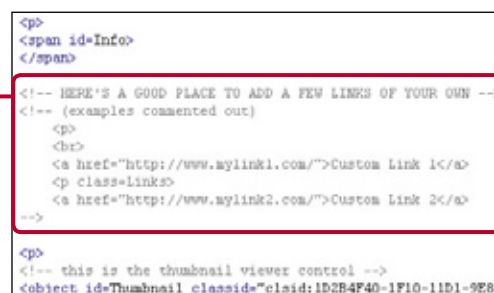 <p>
<span id=Info>
</span>
<!-- HERE'S A GOOD PLACE TO ADD A FEW LINKS OF YOUR OWN --
<!-- (examples commented out)
<p>
<br>
<a href="http://www.mylink1.com/">Custom Link 1</a>
<p class=Links>
<a href="http://www.mylink2.com/">Custom Link 2</a>
-->
<p>
<!-- this is the thumbnail viewer control -->
<object id=Thumbnail classid="clsid:1D2B4F40-1F10-11D1-9E8